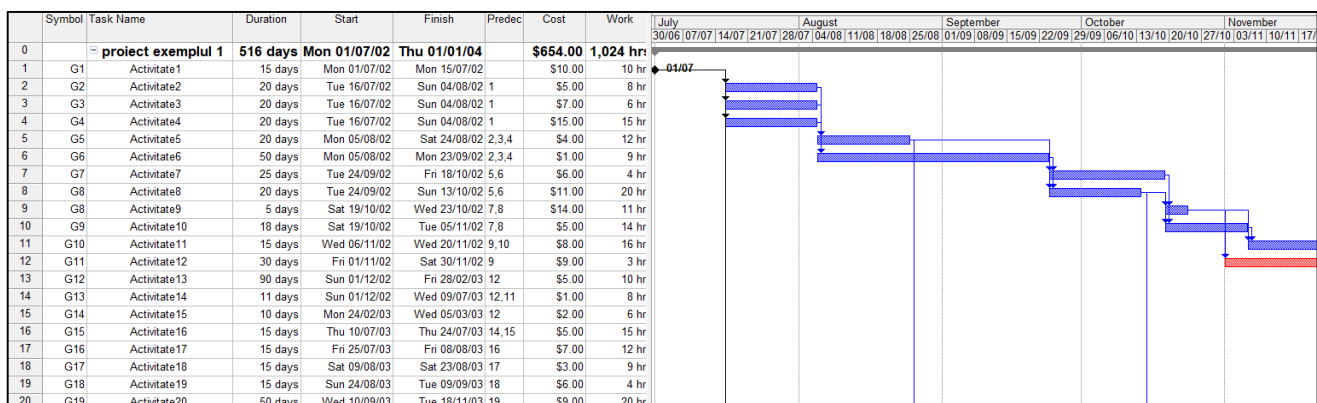 Symbol Task Name Duration Start Finish Predec Cost Work July August September October November
30/06 07/07 14/07 21/07 28/07 04/08 11/08 18/08 25/08 01/09 08/09 15/09 22/09 29/09 06/10 13/10 20/10 27/10 03/11 10/11 17/
0 proiect exemplul 1 516 days Mon 01/07/02 Thu 01/01/04 $654.00 1,024 hrs
1 G1 Activitate1 15 days Mon 01/07/02 Mon 15/07/02 $10.00 10 hr 01/07
2 G2 Activitate2 20 days Tue 16/07/02 Sun 04/08/02 1 $5.00 8 hr
3 G3 Activitate3 20 days Tue 16/07/02 Sun 04/08/02 1 $7.00 6 hr
4 G4 Activitate4 20 days Tue 16/07/02 Sun 04/08/02 1 $15.00 15 hr
5 G5 Activitate5 20 days Mon 05/08/02 Sat 24/08/02 2,3,4 $4.00 12 hr
6 G6 Activitate6 50 days Mon 05/08/02 Mon 23/09/02 2,3,4 $1.00 9 hr
7 G7 Activitate7 25 days Tue 24/09/02 Fri 18/10/02 5,6 $6.00 4 hr
8 G8 Activitate8 20 days Tue 24/09/02 Sun 13/10/02 5,6 $11.00 20 hr
9 G8 Activitate9 5 days Sat 19/10/02 Wed 23/10/02 7,8 $14.00 11 hr
10 G9 Activitate10 18 days Sat 19/10/02 Tue 05/11/02 7,8 $5.00 14 hr
11 G10 Activitate11 15 days Wed 06/11/02 Wed 20/11/02 9,10 $8.00 16 hr
12 G11 Activitate12 30 days Fri 01/11/02 Sat 30/11/02 9 $9.00 3 hr
13 G12 Activitate13 90 days Sun 01/12/02 Fri 28/02/03 12 $5.00 10 hr
14 G13 Activitate14 11 days Sun 01/12/02 Wed 09/07/03 12,11 $1.00 8 hr
15 G14 Activitate15 10 days Mon 24/02/03 Wed 05/03/03 12 $2.00 6 hr
16 G15 Activitate16 15 days Thu 10/07/03 Thu 24/07/03 14,15 $5.00 15 hr
17 G16 Activitate17 15 days Fri 25/07/03 Fri 08/08/03 16 $7.00 12 hr
18 G17 Activitate18 15 days Sat 09/08/03 Sat 23/08/03 17 $3.00 9 hr
19 G18 Activitate19 15 days Sun 24/08/03 Tue 09/09/03 18 $6.00 4 hr
20 G19 Activitate20 50 days Wed 10/09/03 Tue 18/11/03 19 $9.00 20 hr